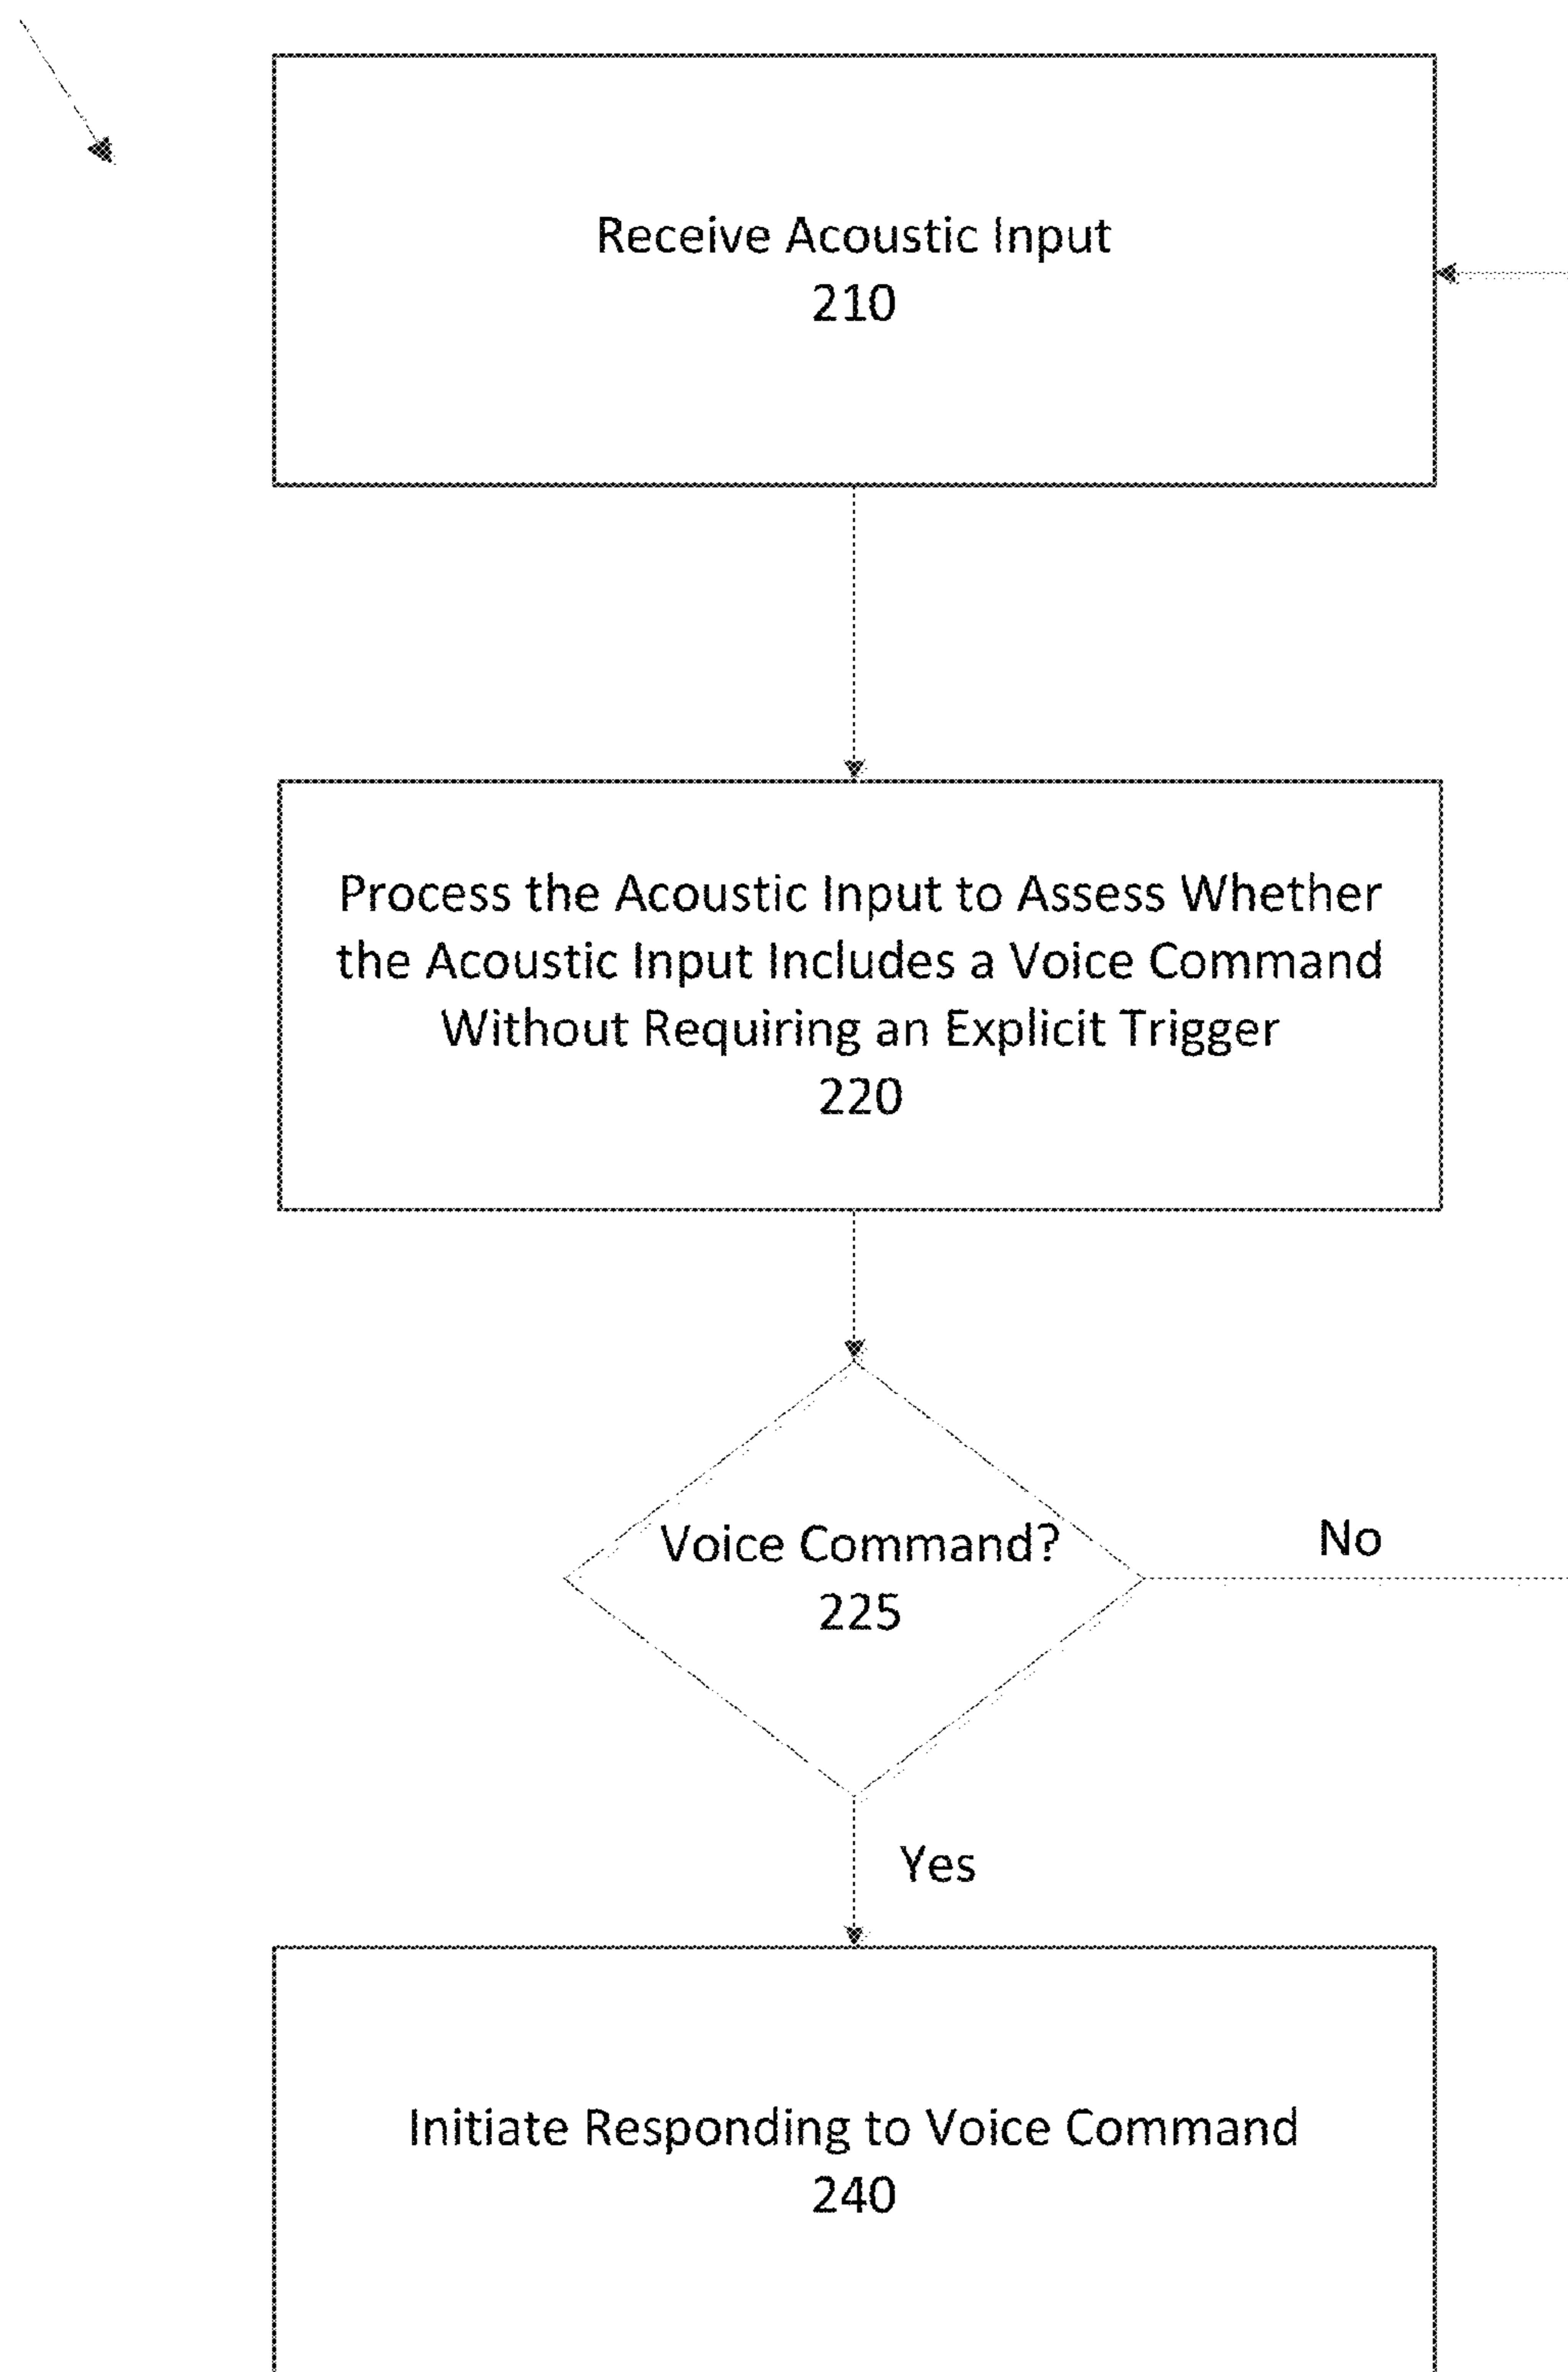 Receive Acoustic Input
210
Process the Acoustic Input to Assess Whether
the Acoustic Input Includes a Voice Command
Without Requiring an Explicit Trigger
220
Voice Command?
225
No
Yes
Initiate Responding to Voice Command
240